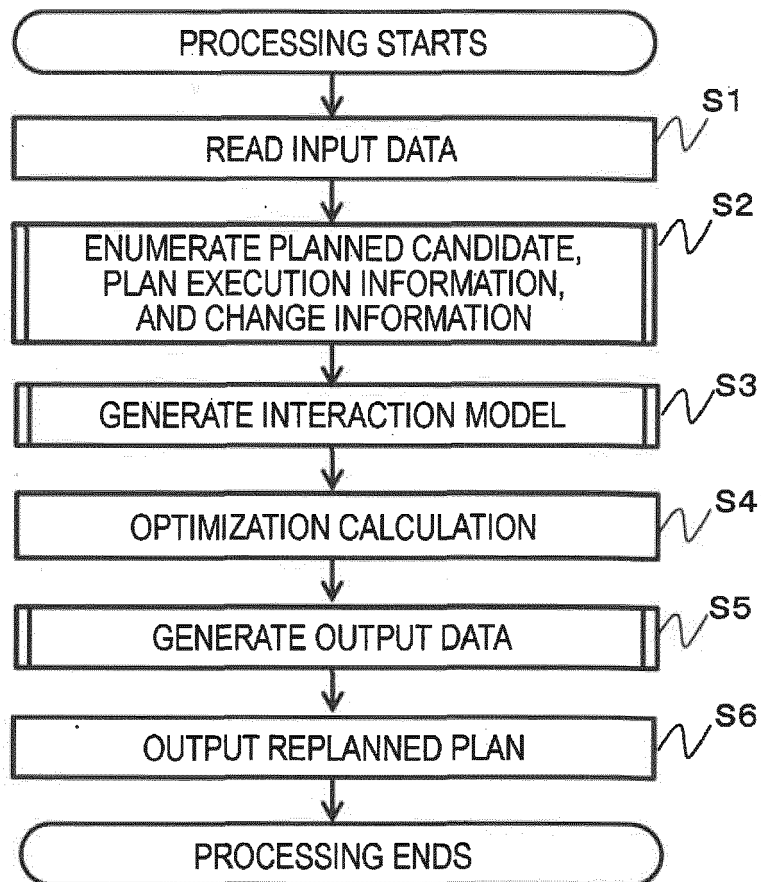 PROCESSING STARTS
S1
READ INPUT DATA
S2
ENUMERATE PLANNED CANDIDATE,
PLAN EXECUTION INFORMATION,
AND CHANGE INFORMATION
S3
GENERATE INTERACTION MODEL
S4
OPTIMIZATION CALCULATION
S5
GENERATE OUTPUT DATA
S6
OUTPUT REPLANNED PLAN
PROCESSING ENDS